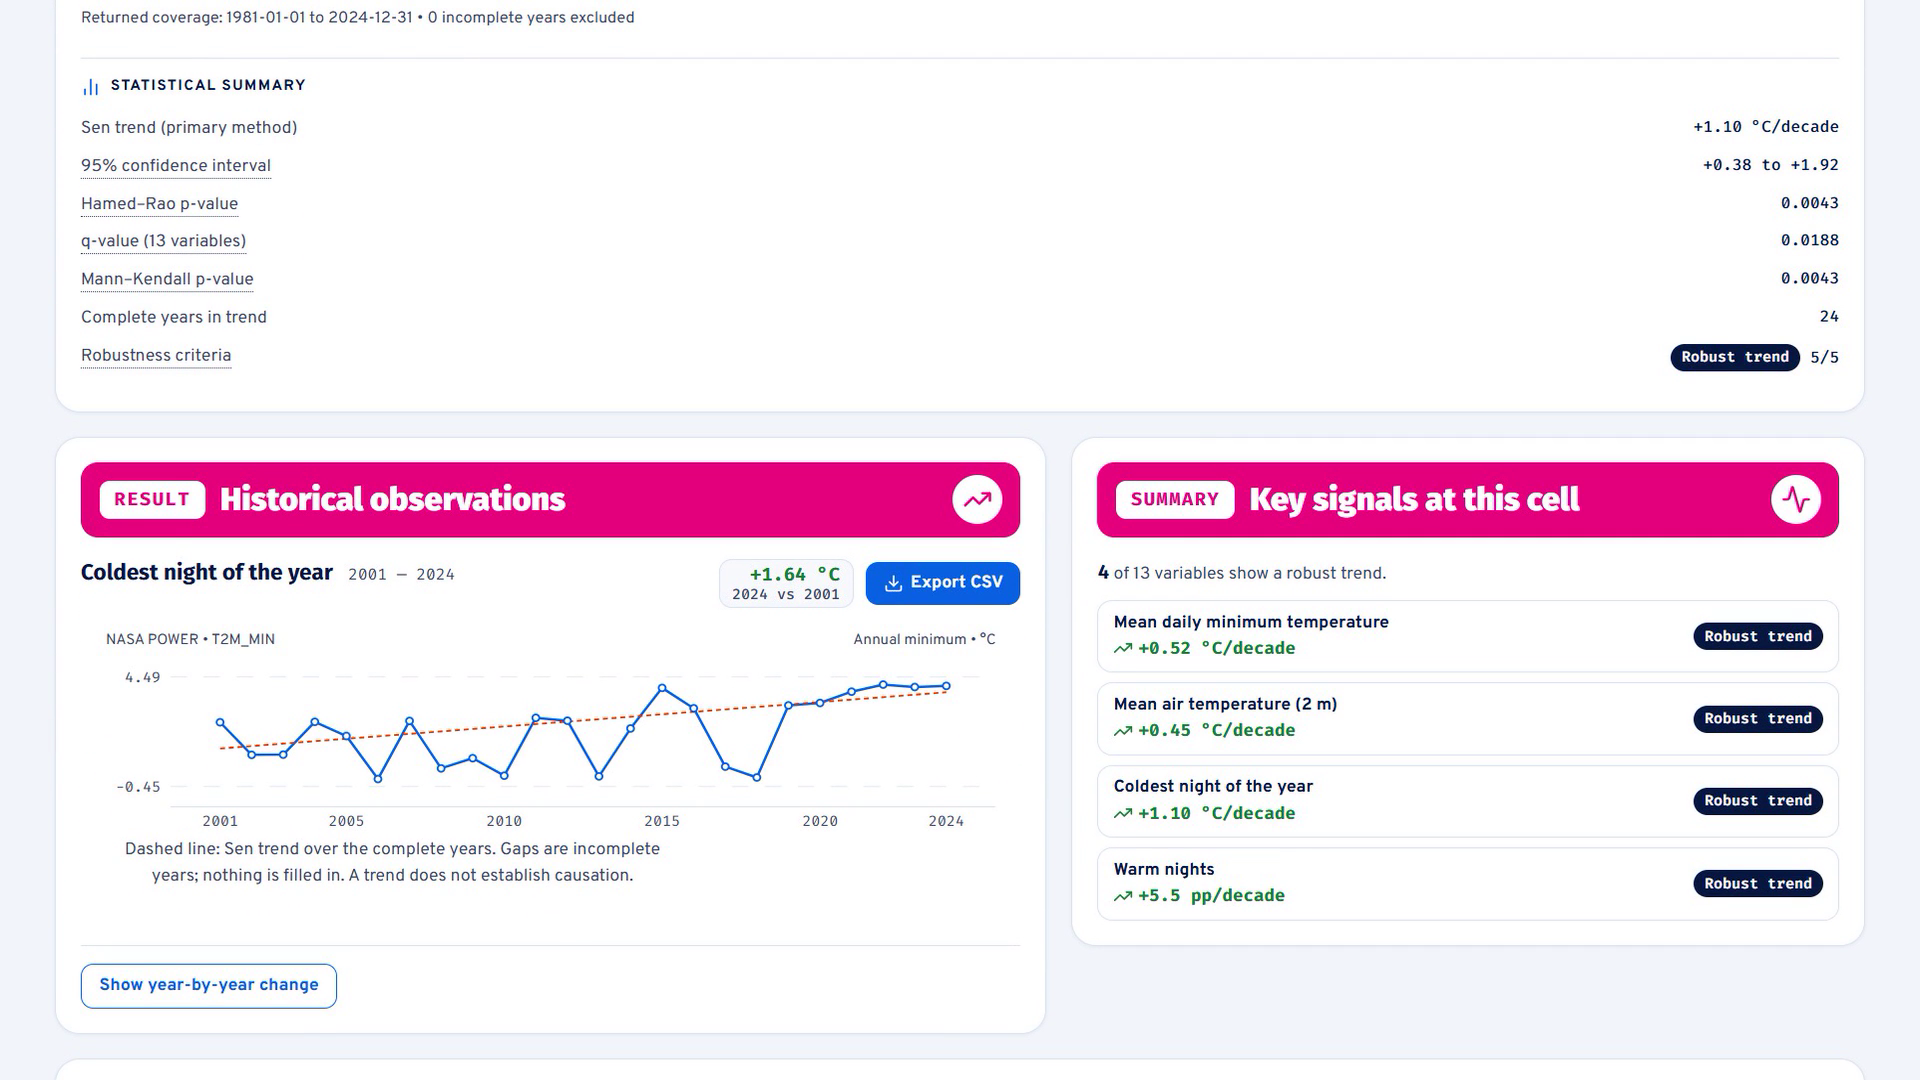 Returned coverage: 1981-01-01 to 2024-12-31 • 0 incomplete years excluded
STATISTICAL SUMMARY
Sen trend (primary method) +1.10 °C/decade
95% confidence interval +0.38 to +1.92
Hamed–Rao p-value 0.0043
q-value (13 variables) 0.0188
Mann–Kendall p-value 0.0043
Complete years in trend 24
Robustness criteria Robust trend 5/5
RESULT Historical observations
Coldest night of the year 2001 — 2024
+1.64 °C
2024 vs 2001
Export CSV
NASA POWER • T2M_MIN Annual minimum • °C
4.49
-0.45
2001 2005 2010 2015 2020 2024
Dashed line: Sen trend over the complete years. Gaps are incomplete
years; nothing is filled in. A trend does not establish causation.
Show year-by-year change
SUMMARY Key signals at this cell
4 of 13 variables show a robust trend.
Mean daily minimum temperature
+0.52 °C/decade
Robust trend
Mean air temperature (2 m)
+0.45 °C/decade
Robust trend
Coldest night of the year
+1.10 °C/decade
Robust trend
Warm nights
+5.5 pp/decade
Robust trend